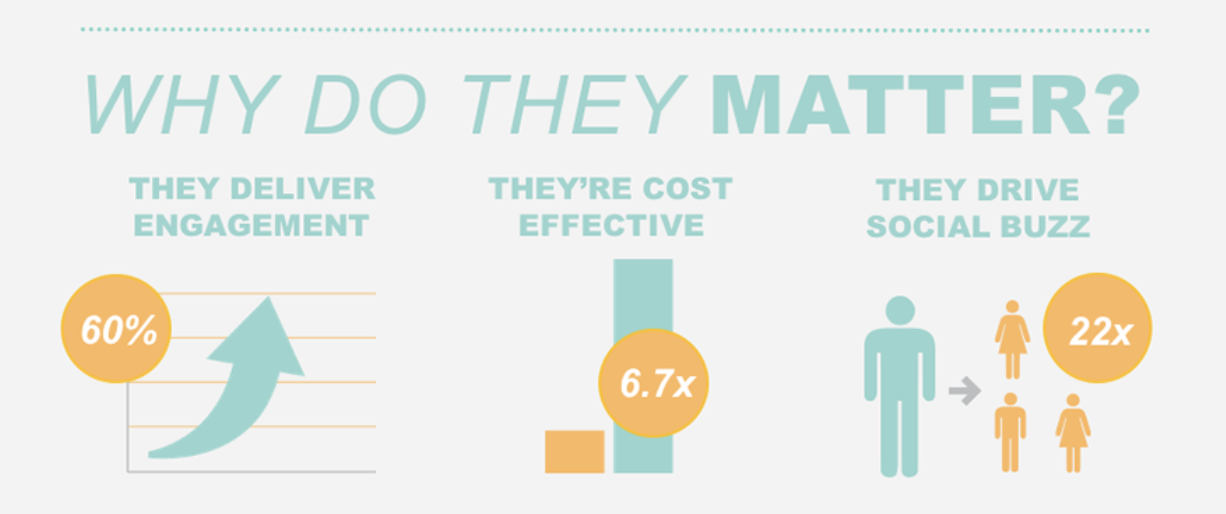 WHY DO THEY MATTER?
THEY DELIVER
ENGAGEMENT
60%
THEY'RE COST
EFFECTIVE
6.7x
THEY DRIVE
SOCIAL BUZZ
22x